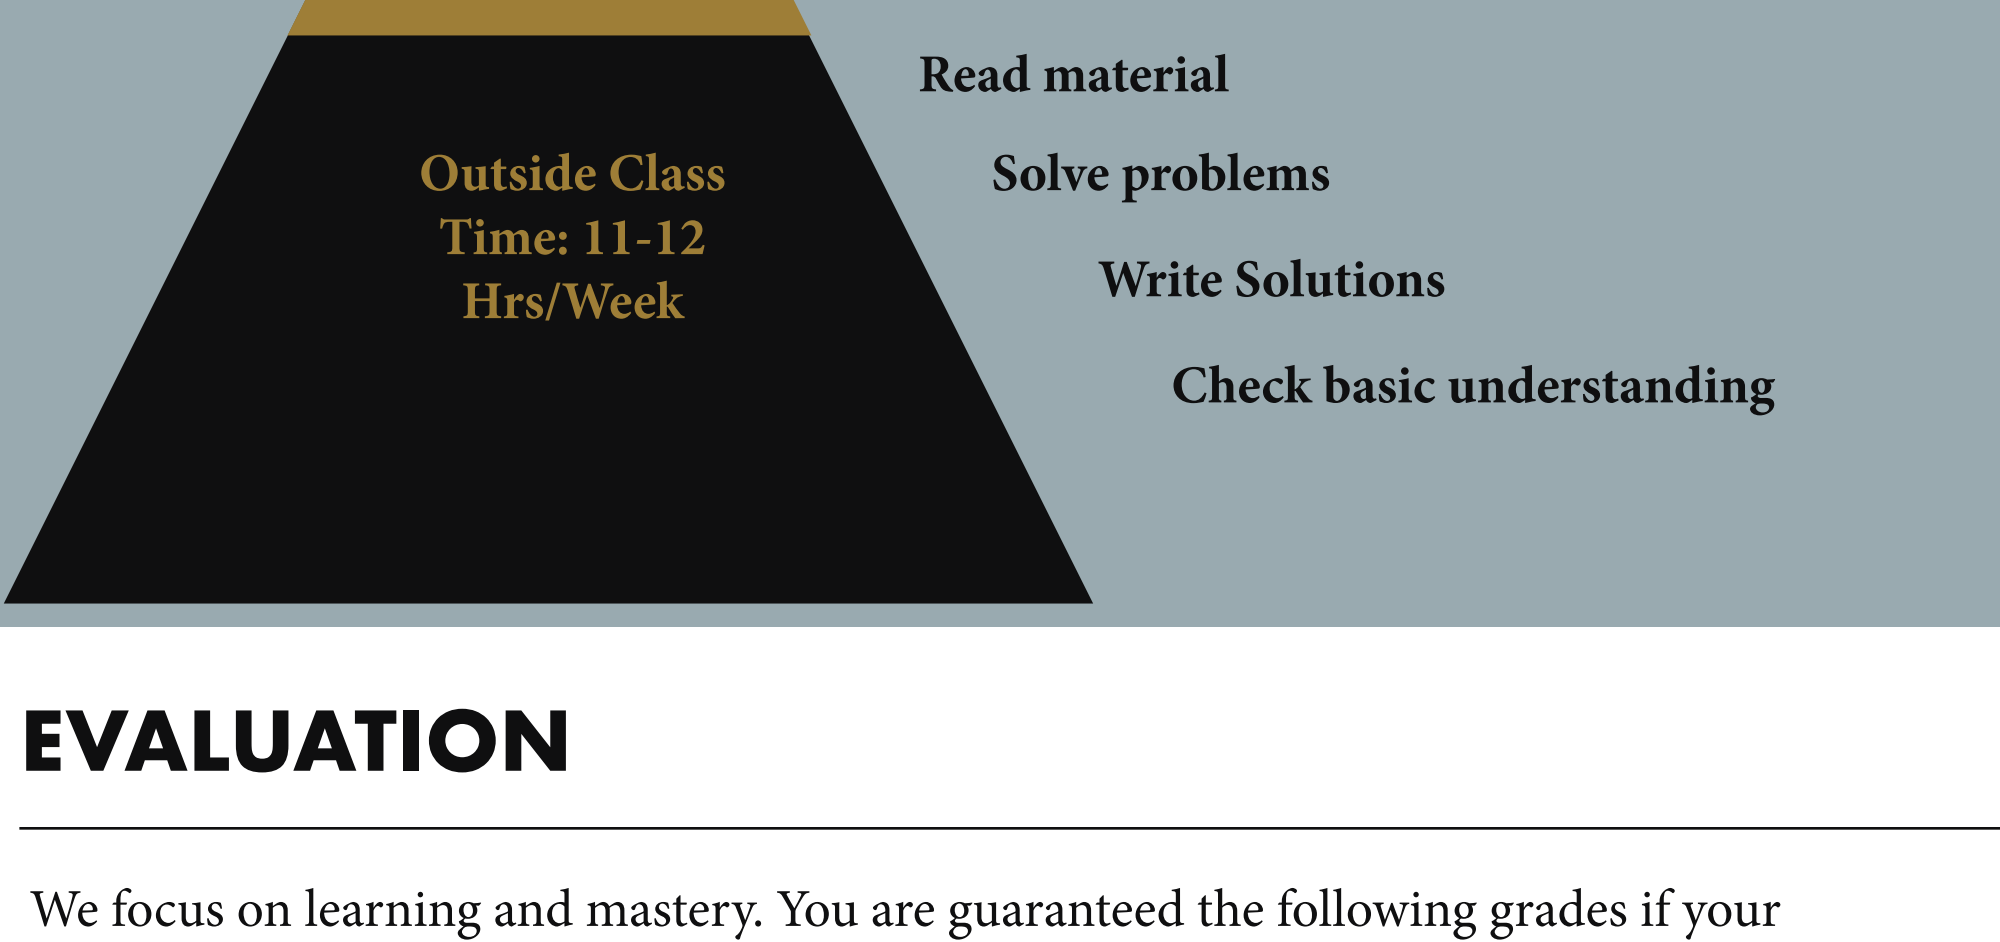 Read material
Outside Class
Time: 11-12
Hrs/Week
Solve problems
Write Solutions
Check basic understanding
EVALUATION
We focus on learning and mastery. You are guaranteed the following grades if your